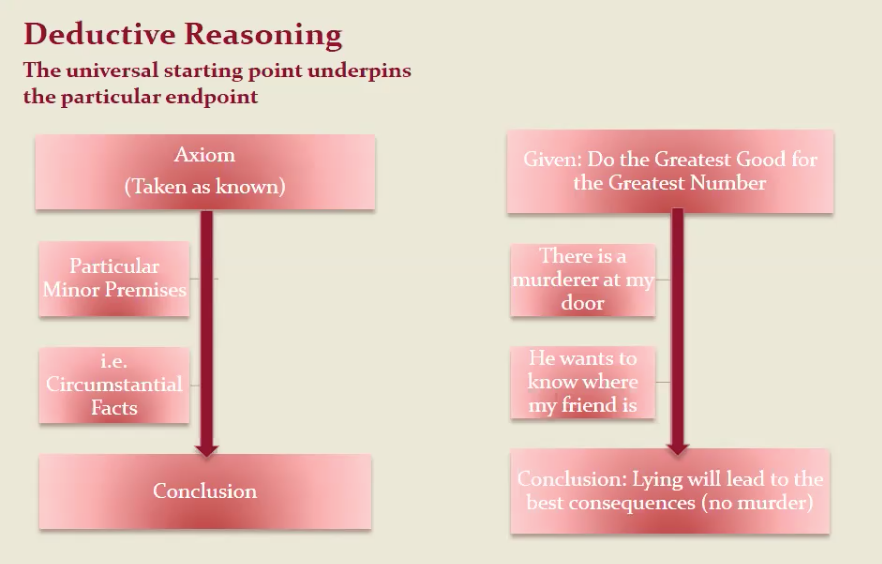 Deductive Reasoning
The universal starting point underpins
the particular endpoint
Axiom
(Taken as known)
Particular
Minor Premises
i.e.
Circumstantial
Facts
Conclusion
Given: Do the Greatest Good for
the Greatest Number
There is a
murderer at my
door
He wants to
know where
my friend is
Conclusion: Lying will lead to the
best consequences (no murder)